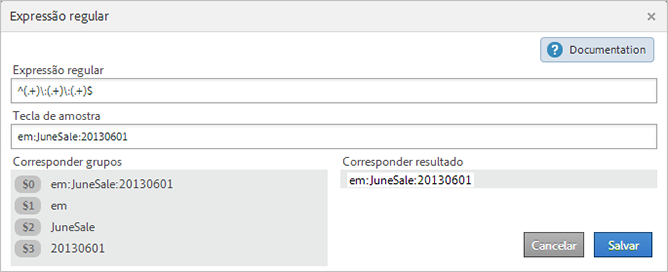 Expressão regular
? Documentation
Expressão regular
^(.+)\:(.+)\:(.+)$
Tecla de amostra
em:JuneSale:20130601
Corresponder grupos
$0 em:JuneSale:20130601
$1 em
$2 JuneSale
$3 20130601
Corresponder resultado
em:JuneSale:20130601
Cancelar
Salvar